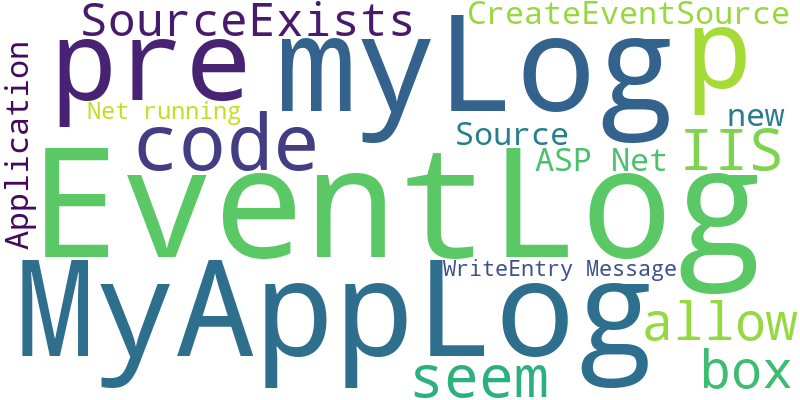 SourceExists
CreateEventSource
pre
myLog
p
Net running
code
Source
new
Application
ASP Net
IIS
EventLog
WriteEntry Message
MyAppLog
allow
seem
box